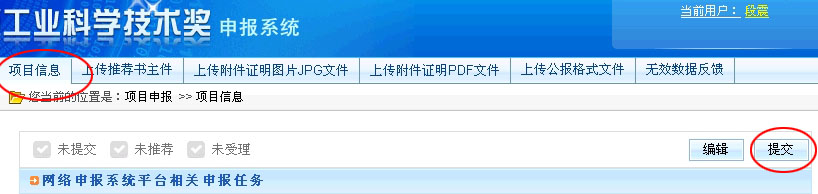 工业科学技术奖 申报系统
当前用户： 段震
项目信息 上传推荐书主件 上传附件证明图片JPG文件 上传附件证明PDF文件 上传公报格式文件 无效数据反馈
您当前的位置是：项目申报 >> 项目信息
未提交 未推荐 未受理 编辑 提交
网络申报系统平台相关申报任务